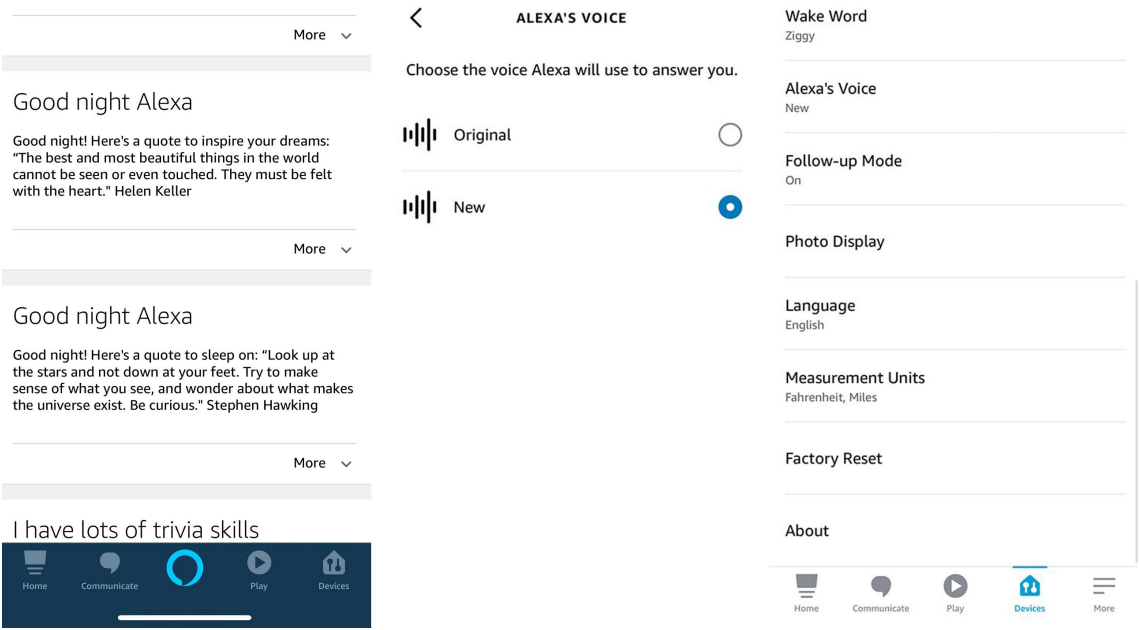 More
Good night Alexa
Good night! Here's a quote to inspire your dreams:
“The best and most beautiful things in the world
cannot be seen or even touched. They must be felt
with the heart." Helen Keller
More
Good night Alexa
Good night! Here's a quote to sleep on: “Look up at
the stars and not down at your feet. Try to make
sense of what you see, and wonder about what makes
the universe exist. Be curious." Stephen Hawking
More
I have lots of trivia skills
Home
Communicate
Play
Devices
ALEXA'S VOICE
Choose the voice Alexa will use to answer you.
Original
New
Wake Word
Ziggy
Alexa's Voice
New
Follow-up Mode
On
Photo Display
Language
English
Measurement Units
Fahrenheit, Miles
Factory Reset
About
Home
Communicate
Play
Devices
More